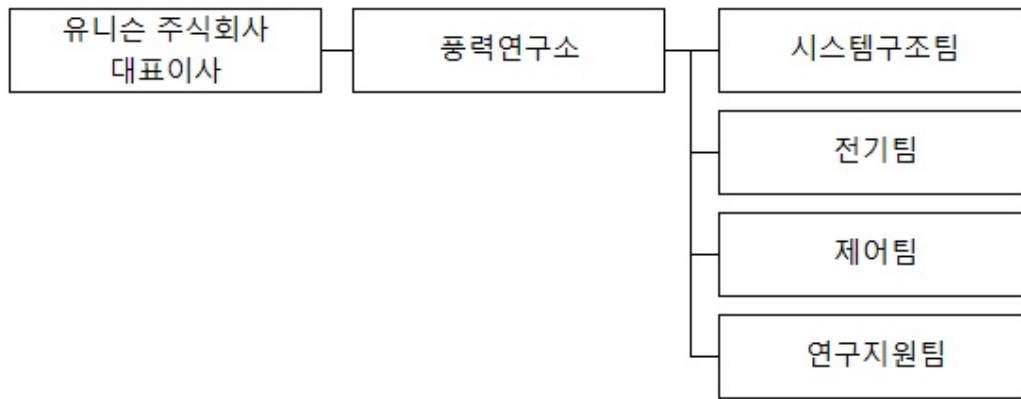 유니슨 주식회사
대표이사
풍력연구소
시스템구조팀
전기팀
제어팀
연구지원팀